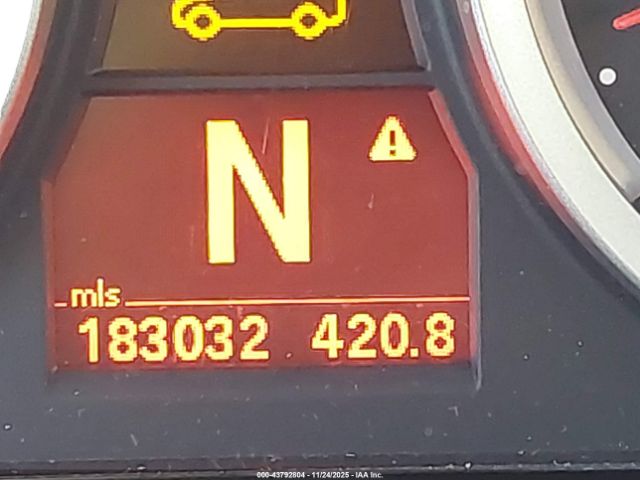 N
mls
183032 420.8
000-43792804 - 11/24/2025 - IAA Inc.